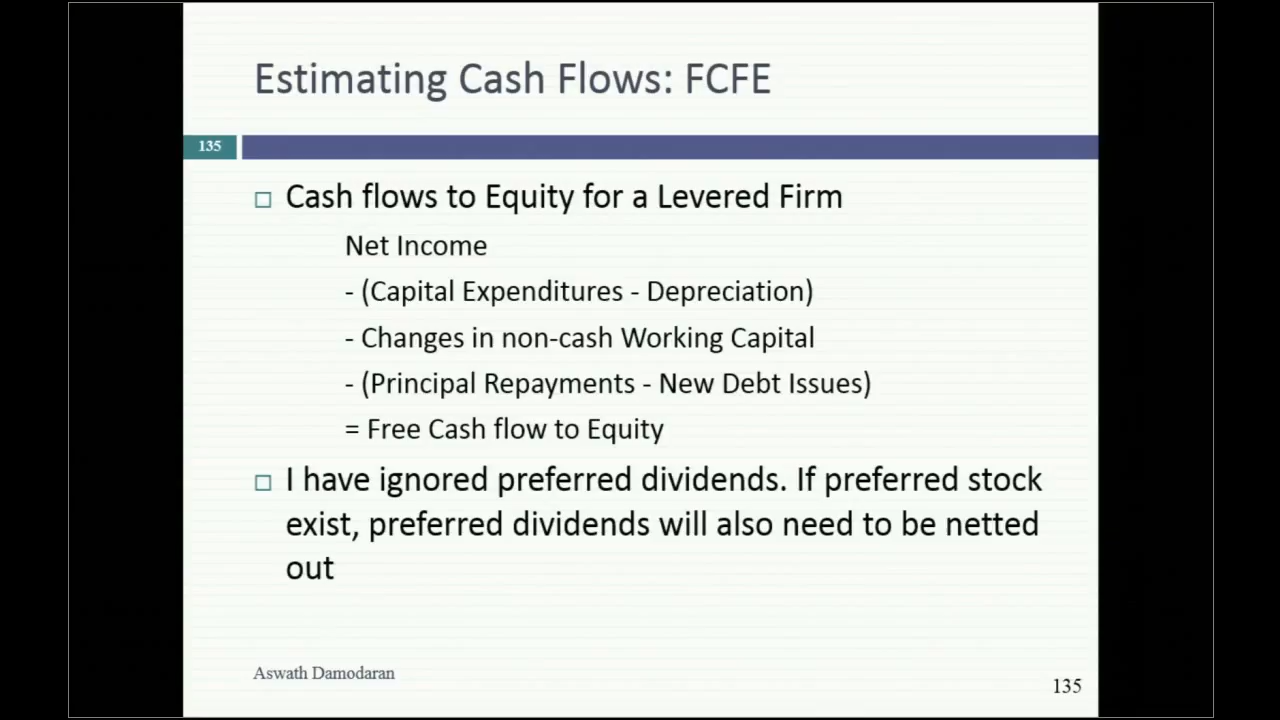 Estimating Cash Flows: FCFE
135
Cash flows to Equity for a Levered Firm
Net Income
- (Capital Expenditures - Depreciation)
- Changes in non-cash Working Capital
- (Principal Repayments - New Debt Issues)
= Free Cash flow to Equity
I have ignored preferred dividends. If preferred stock
exist, preferred dividends will also need to be netted
out
Aswath Damodaran
135